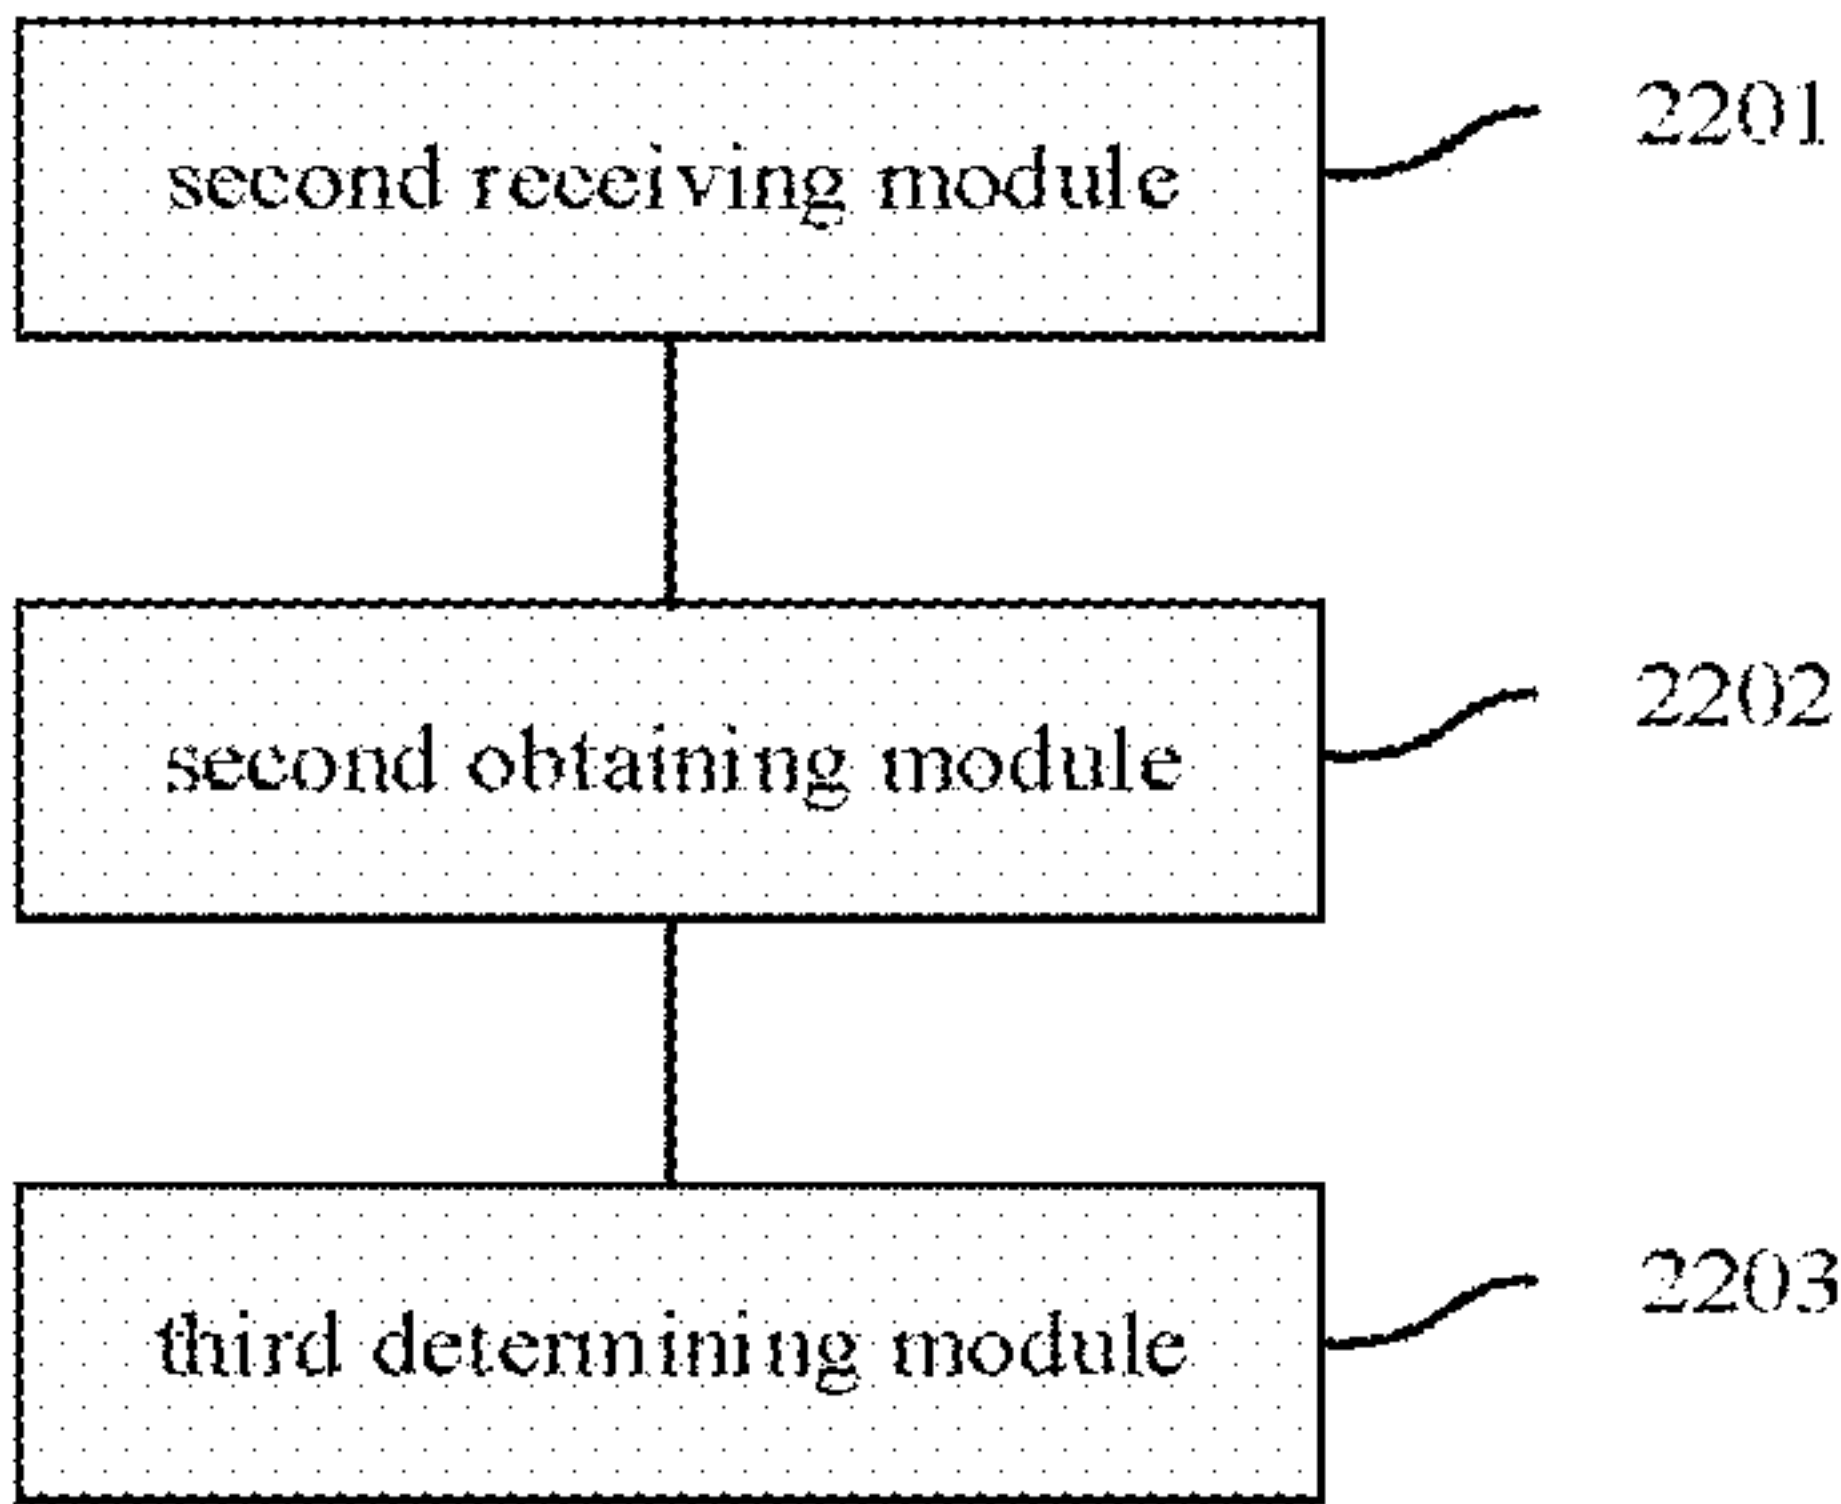 second receiving module 2201
second obtaining module 2202
third determining module 2203